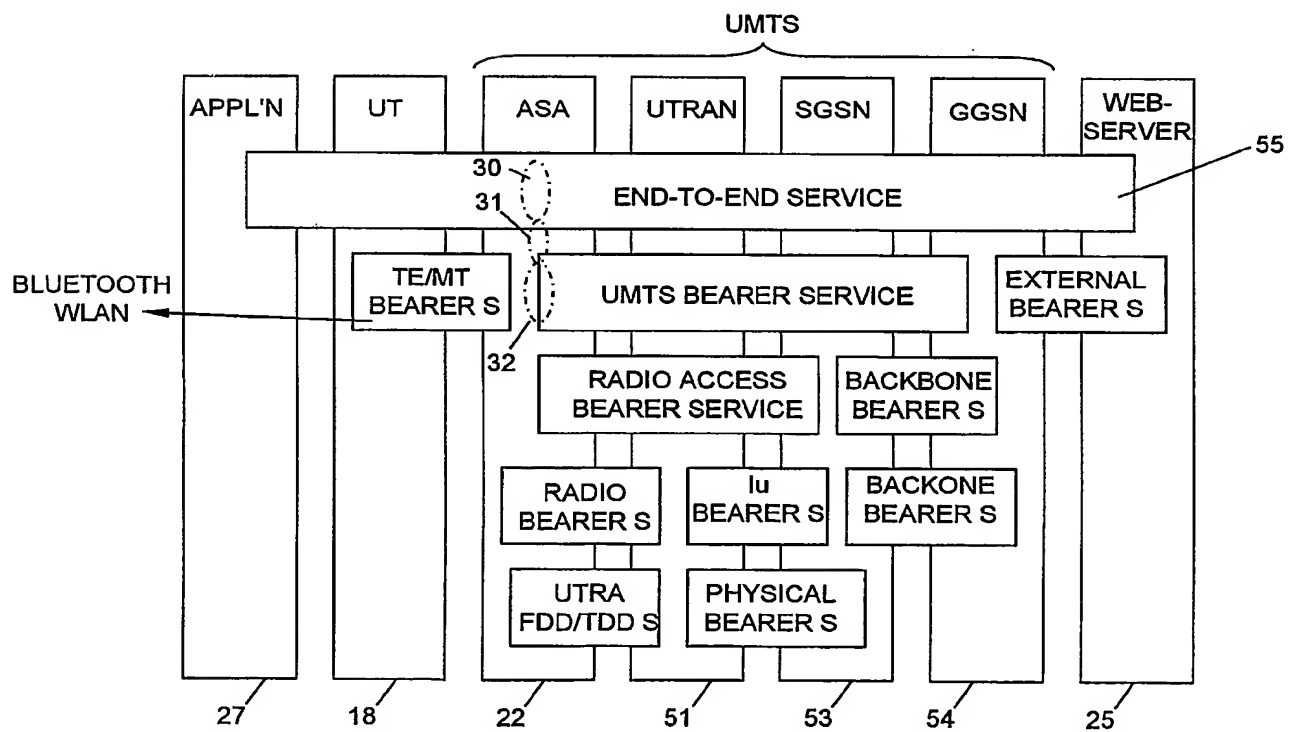 UMTS
APPL'N
UT
ASA
UTRAN
SGSN
GGSN
WEB-
SERVER
55
30
31
END-TO-END SERVICE
BLUETOOTH
WLAN
TE/MT
BEARER S
UMTS BEARER SERVICE
EXTERNAL
BEARER S
32
RADIO ACCESS
BEARER SERVICE
BACKBONE
BEARER S
RADIO
BEARER S
Iu
BEARER S
BACKONE
BEARER S
UTRA
FDD/TDD S
PHYSICAL
BEARER S
27
18
22
51
53
54
25